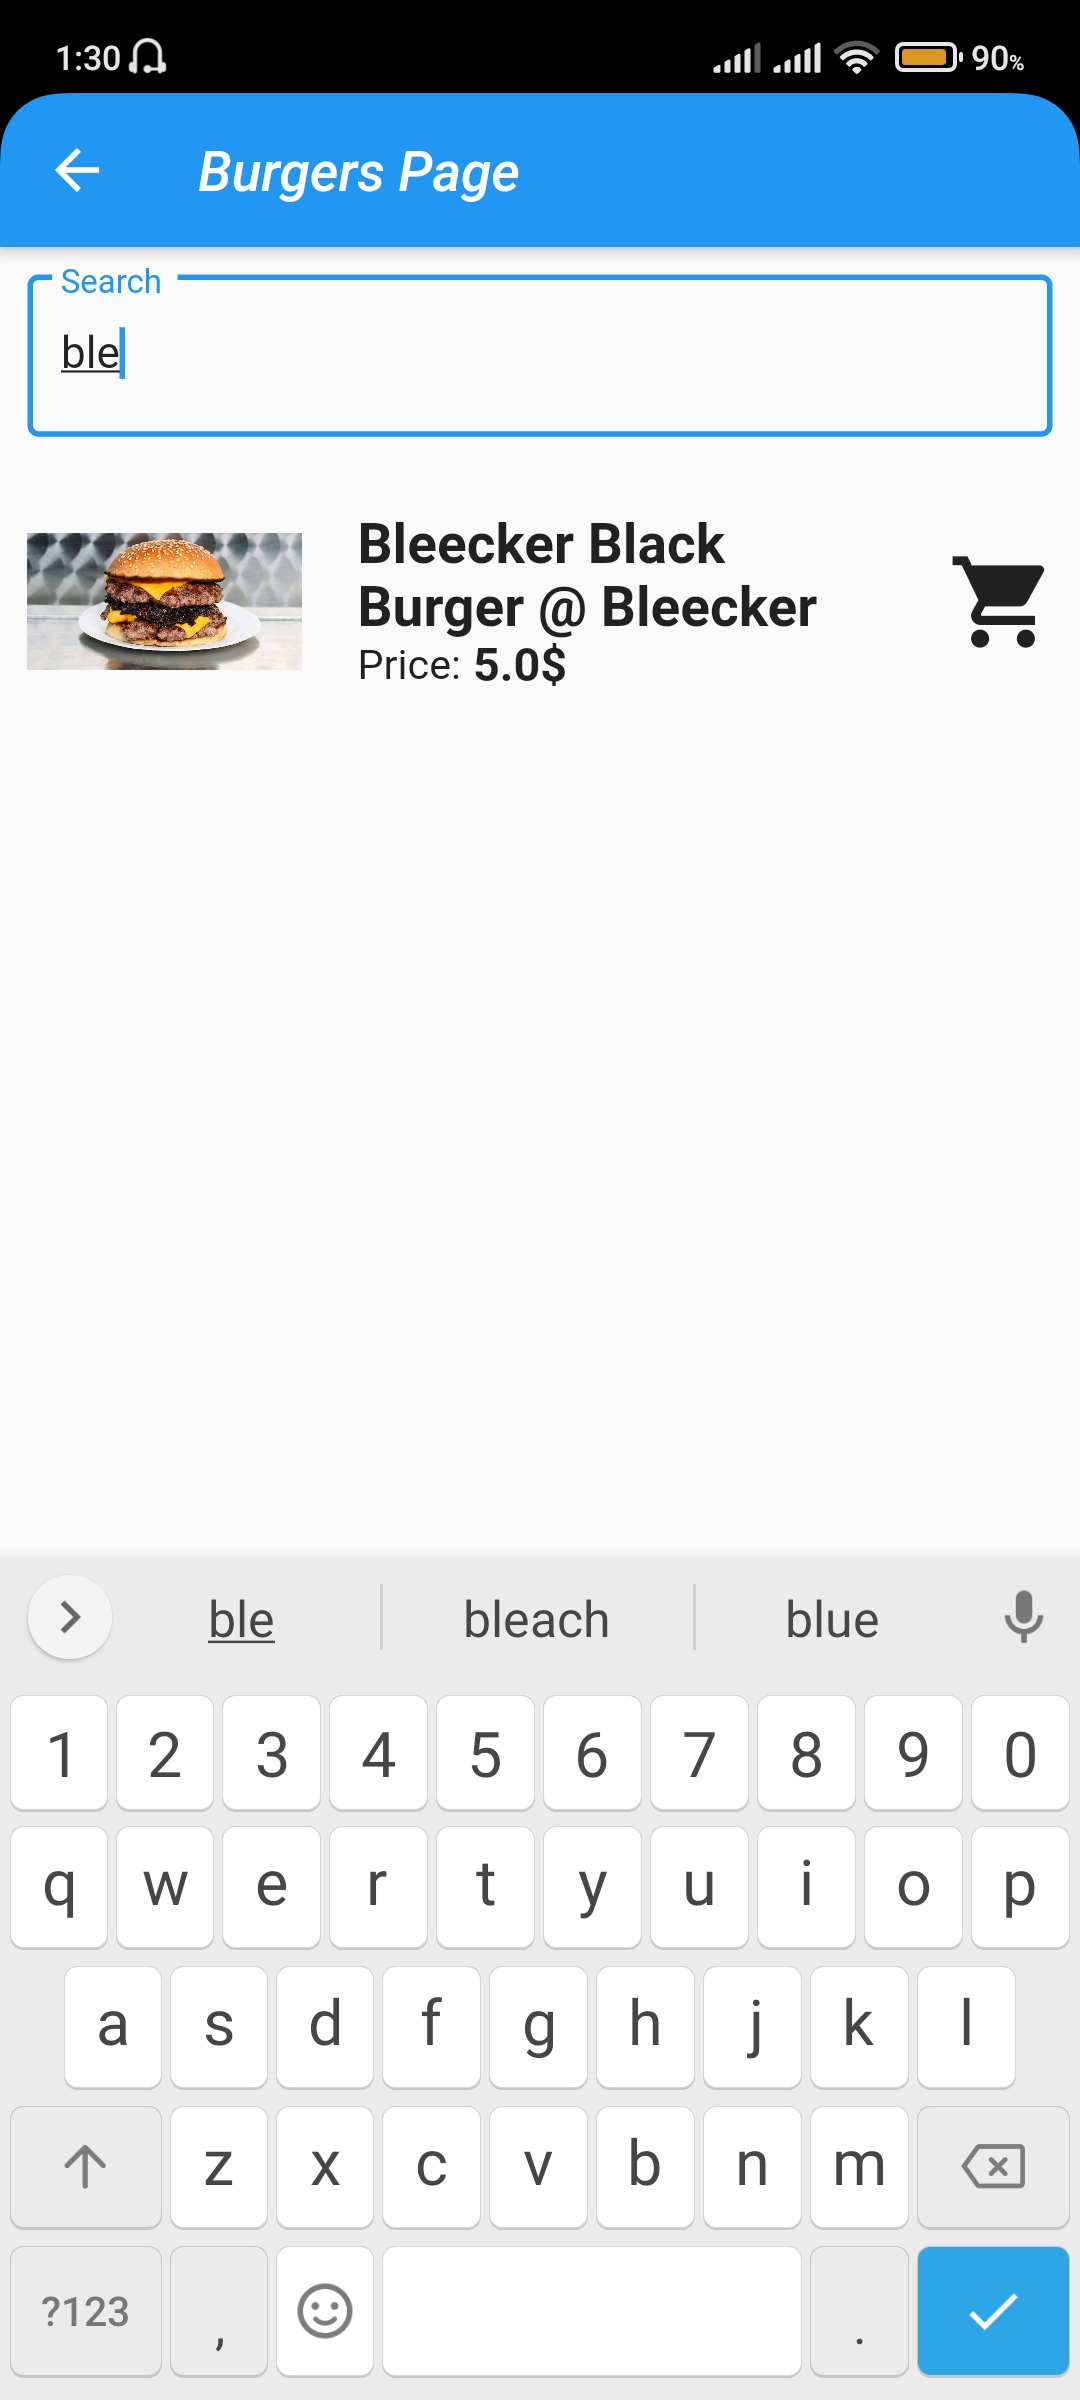 1:30 90%
Burgers Page
Search
ble
Bleecker Black
Burger @ Bleecker
Price: 5.0$
ble bleach blue
1 2 3 4 5 6 7 8 9 0
q w e r t y u i o p
a s d f g h j k l
z x c v b n m
?123 , .